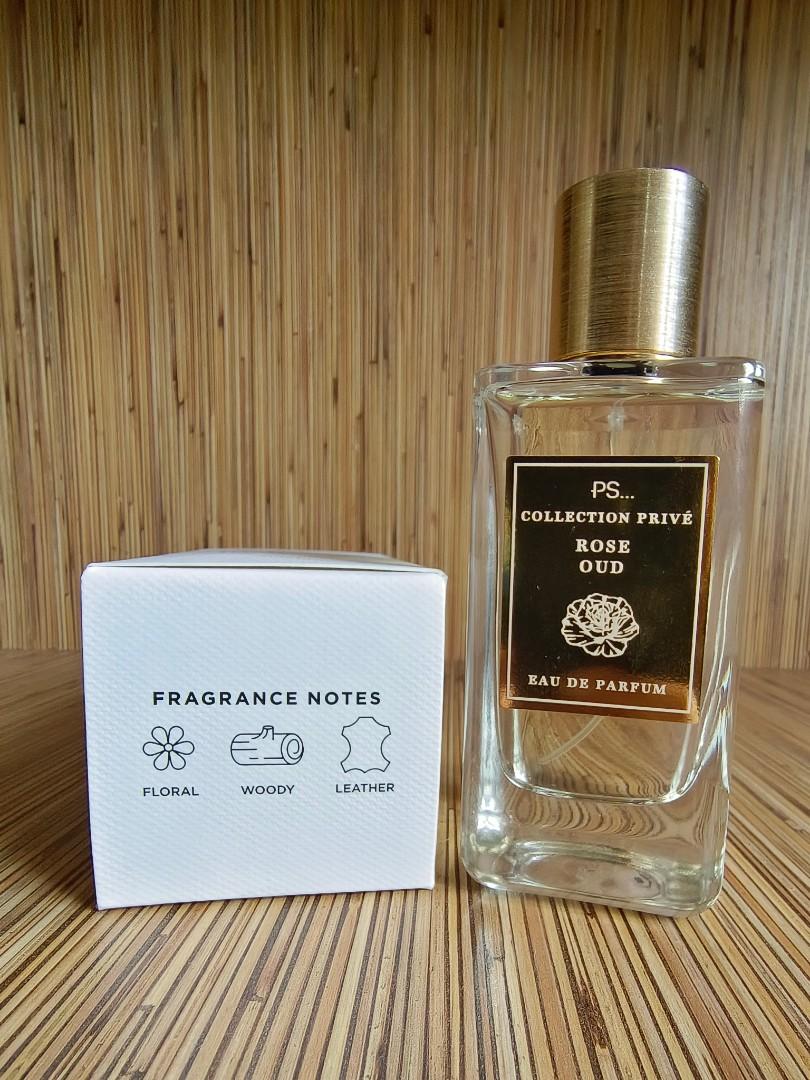 FRAGRANCE NOTES
FLORAL WOODY LEATHER
PS...
COLLECTION PRIVÉ
ROSE
OUD
EAU DE PARFUM